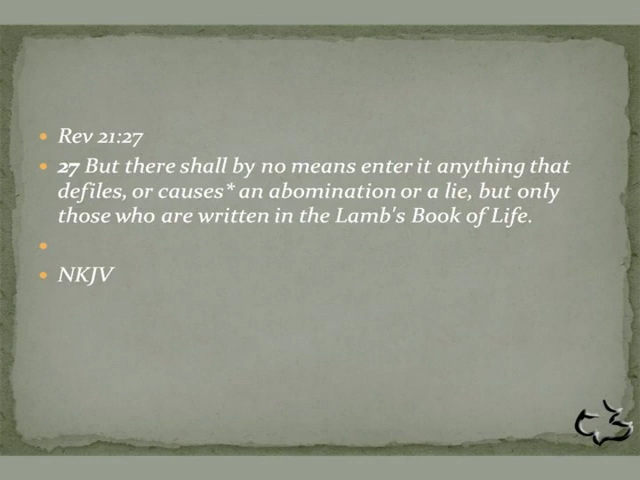 Rev 21:27
27 But there shall by no means enter it anything that
defiles, or causes* an abomination or a lie, but only
those who are written in the Lamb's Book of Life.
NKJV